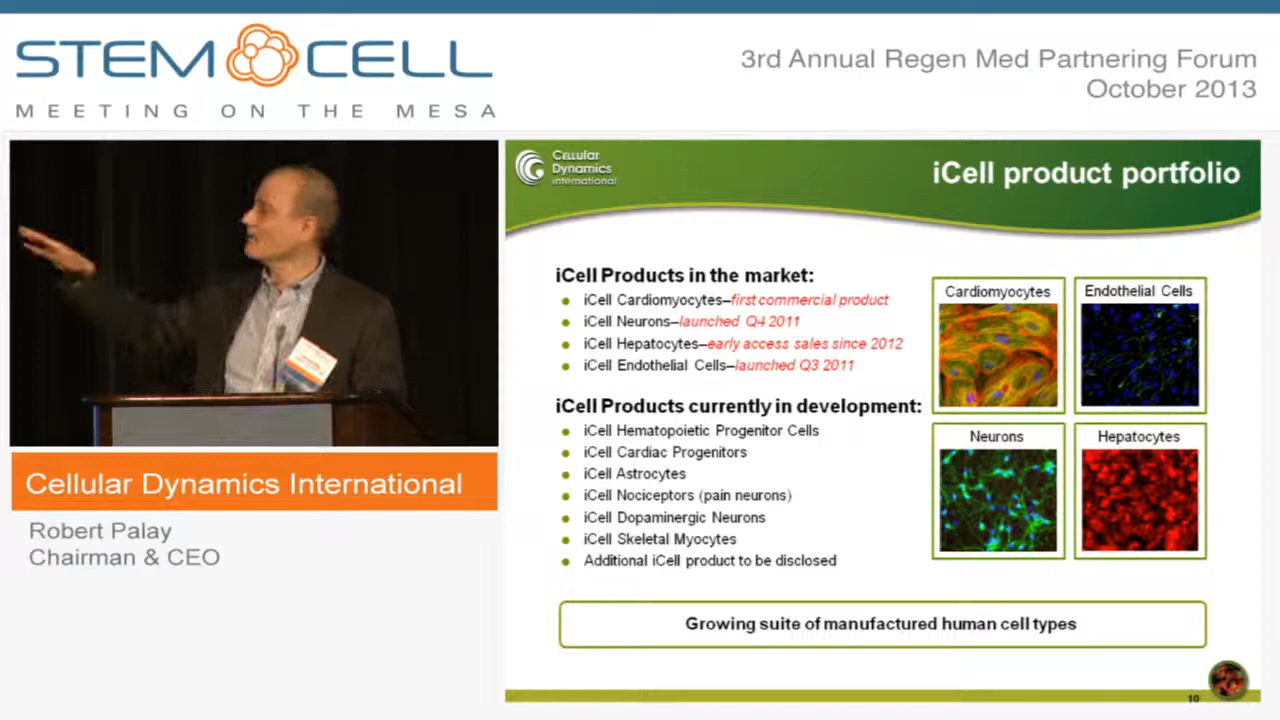 STEM CELL
MEETING ON THE MESA
3rd Annual Regen Med Partnering Forum
October 2013
Cellular Dynamics International
Robert Palay
Chairman & CEO
Cellular
Dynamics
international
iCell product portfolio
iCell Products in the market:
iCell Cardiomyocytes–first commercial product
iCell Neurons–launched Q4 2011
iCell Hepatocytes–early access sales since 2012
iCell Endothelial Cells–launched Q3 2011
iCell Products currently in development:
iCell Hematopoietic Progenitor Cells
iCell Cardiac Progenitors
iCell Astrocytes
iCell Nociceptors (pain neurons)
iCell Dopaminergic Neurons
iCell Skeletal Myocytes
Additional iCell product to be disclosed
Cardiomyocytes
Endothelial Cells
Neurons
Hepatocytes
Growing suite of manufactured human cell types